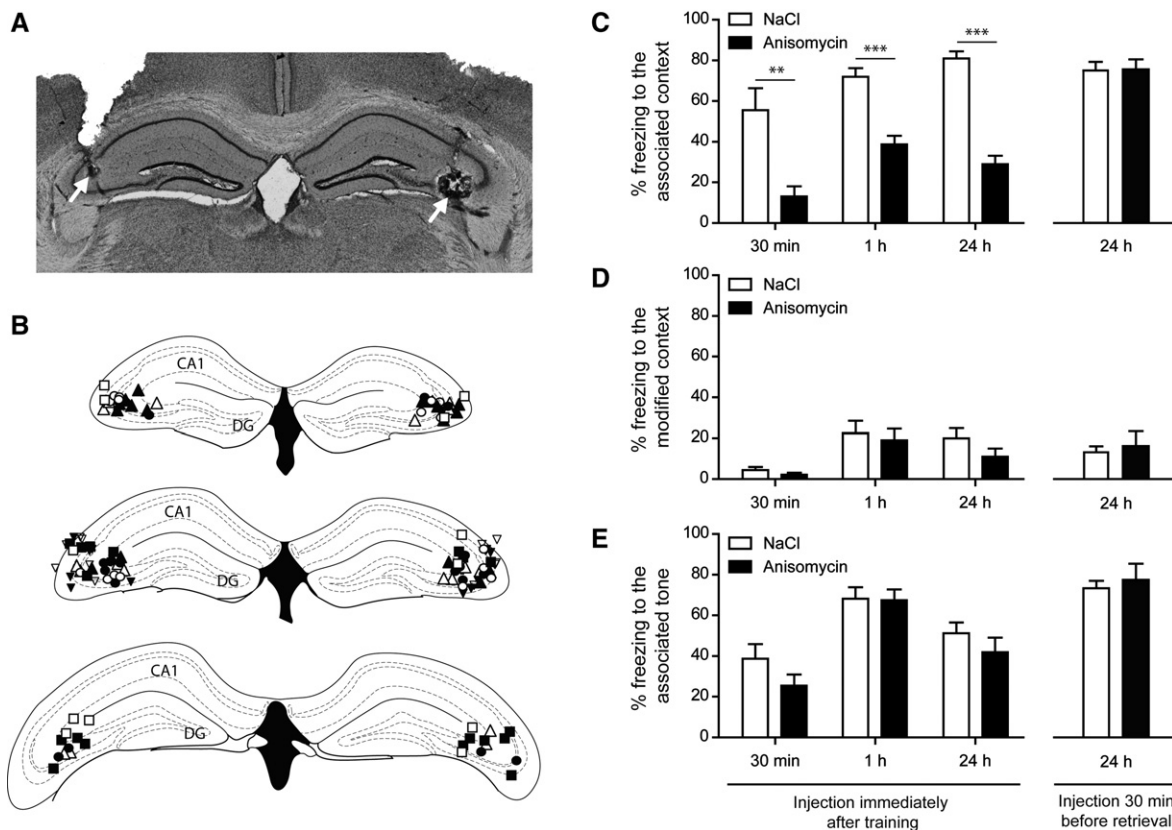 A
B
CA1
DG
CA1
DG
CA1
DG
C
NaCl
Anisomycin
% freezing to the
associated context
100
80
60
40
20
0
**
***
***
30 min 1 h 24 h 24 h
D
NaCl
Anisomycin
% freezing to the
modified context
100
80
60
40
20
0
30 min 1 h 24 h 24 h
E
NaCl
Anisomycin
% freezing to the
associated tone
100
80
60
40
20
0
30 min 1 h 24 h 24 h
Injection immediately
after training
Injection 30 min
before retrieval